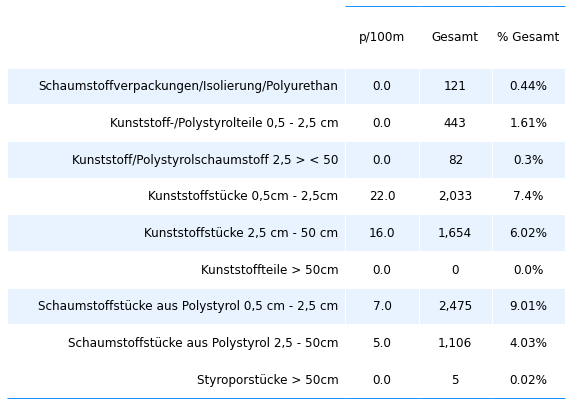 p/100m Gesamt % Gesamt
Schaumstoffverpackungen/Isolierung/Polyurethan 0.0 121 0.44%
Kunststoff-/Polystyrolteile 0,5 - 2,5 cm 0.0 443 1.61%
Kunststoff/Polystyrolschaumstoff 2,5 > < 50 0.0 82 0.3%
Kunststoffstücke 0,5cm - 2,5cm 22.0 2,033 7.4%
Kunststoffstücke 2,5 cm - 50 cm 16.0 1,654 6.02%
Kunststoffteile > 50cm 0.0 0 0.0%
Schaumstoffstücke aus Polystyrol 0,5 cm - 2,5 cm 7.0 2,475 9.01%
Schaumstoffstücke aus Polystyrol 2,5 - 50cm 5.0 1,106 4.03%
Styroporstücke > 50cm 0.0 5 0.02%